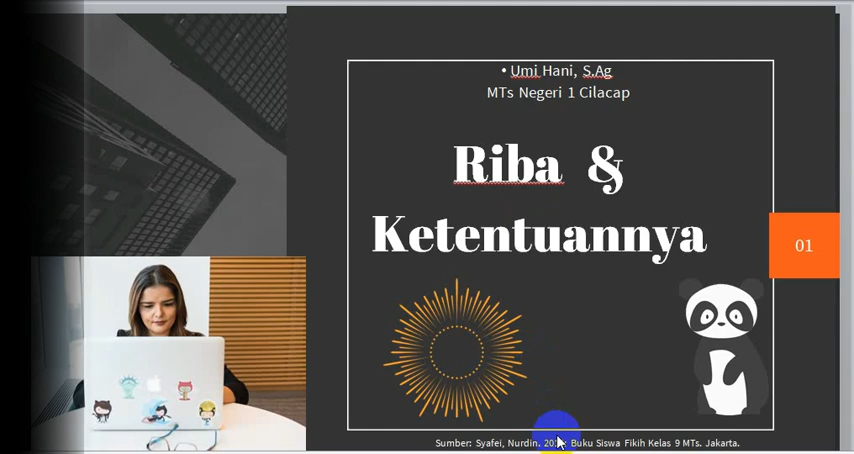 • Umi Hani, S.Ag
MTs Negeri 1 Cilacap
Riba &
Ketentuannya
01
Sumber: Syafei, Nurdin. Buku Siswa Fikih Kelas 9 MTs. Jakarta.